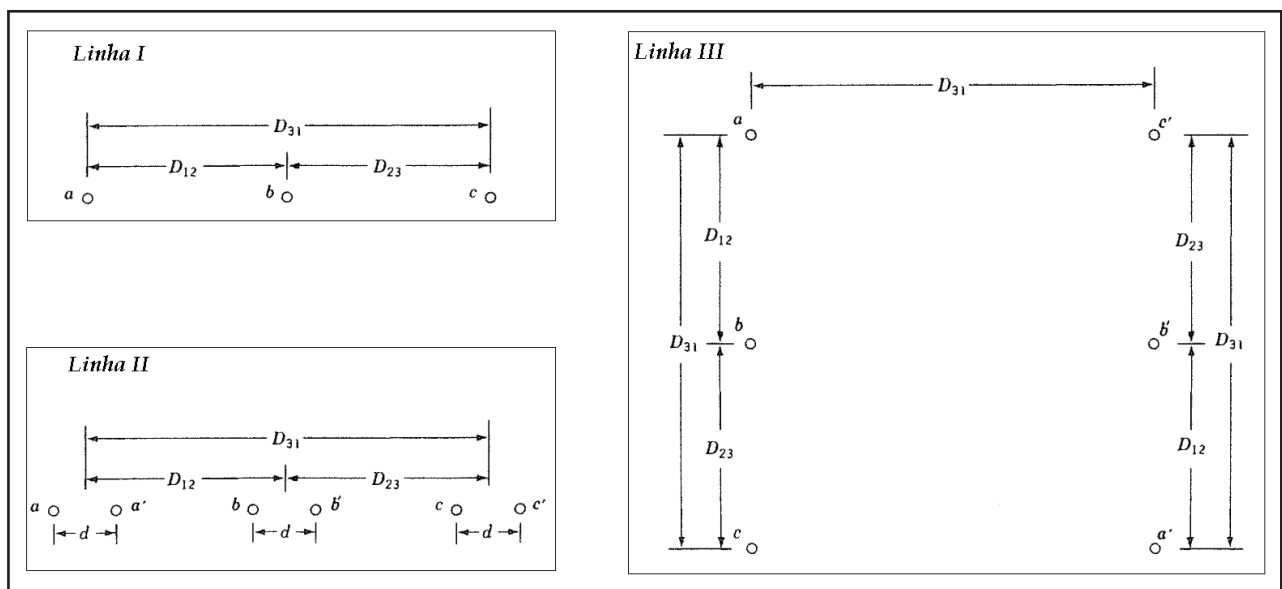 Linha I
D31
D12 D23
a b c
Linha II
D31
D12 D23
a a' b b' c c'
d d d
Linha III
D31
a c'
D12 D23
b b'
D31 D31
D23 D12
c a'